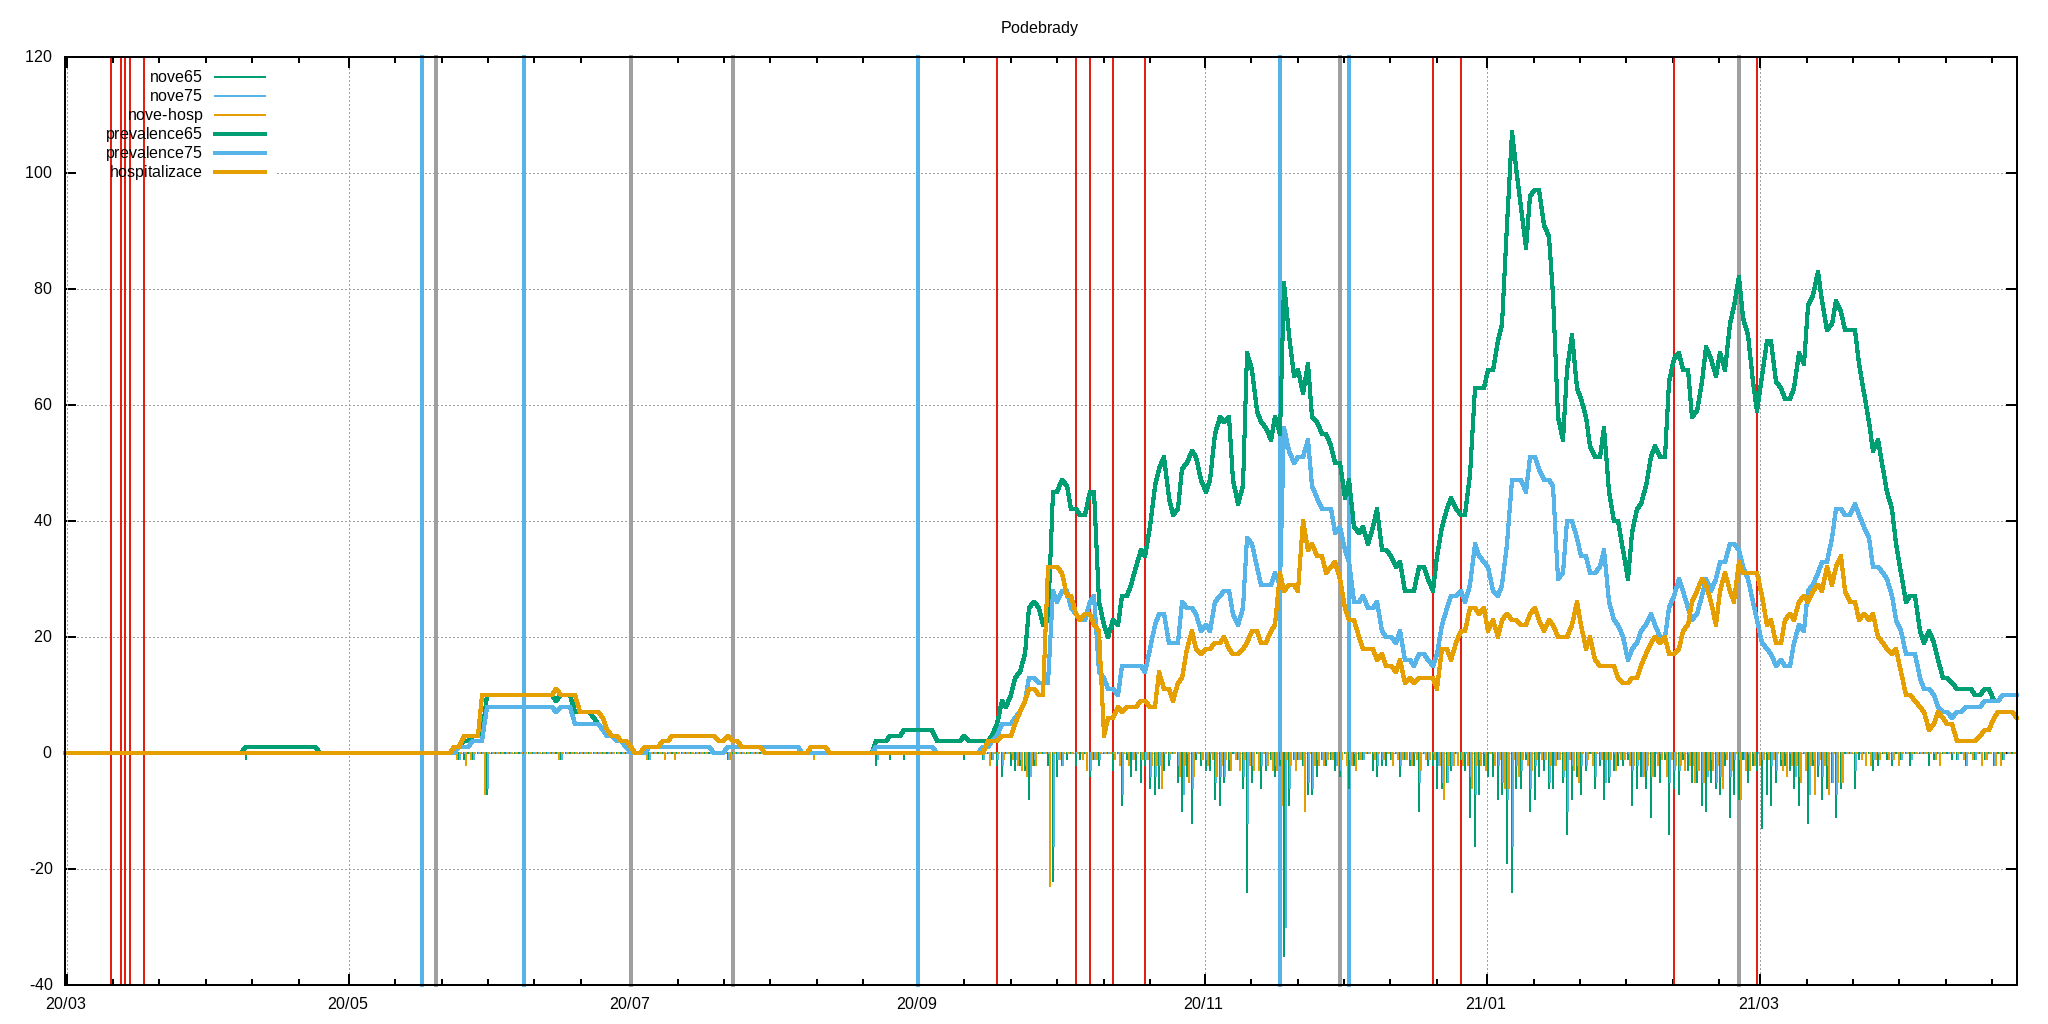 Podebrady
120
100
80
60
40
20
0
-20
-40
nove65
nove75
nove-hosp
prevalence65
prevalence75
hospitalizace
20/03 20/05 20/07 20/09 20/11 21/01 21/03